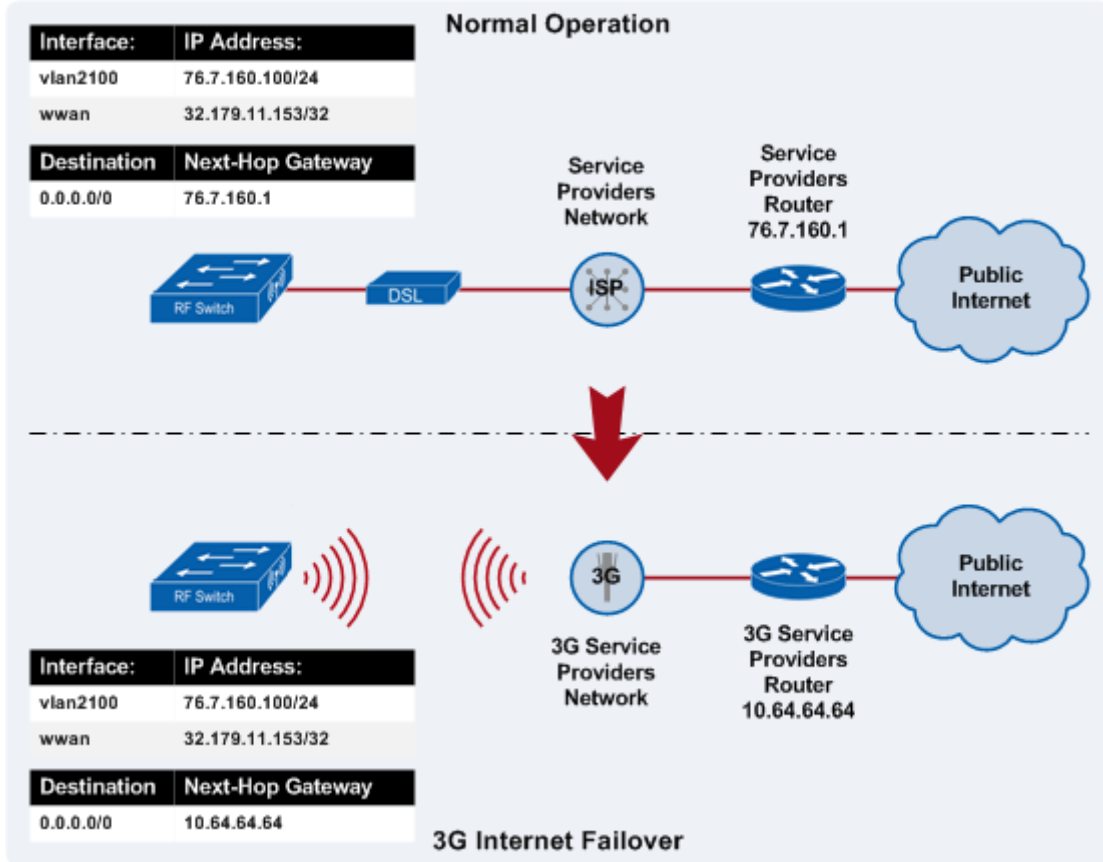 Normal Operation
Interface: IP Address:
vlan2100 76.7.160.100/24
wwan 32.179.11.153/32
Destination Next-Hop Gateway
0.0.0.0/0 76.7.160.1
Service
Providers
Network
Service
Providers
Router
76.7.160.1
RF Switch
DSL
ISP
Public
Internet
RF Switch
3G
Public
Internet
3G Service
Providers
Network
3G Service
Providers
Router
10.64.64.64
Interface: IP Address:
vlan2100 76.7.160.100/24
wwan 32.179.11.153/32
Destination Next-Hop Gateway
0.0.0.0/0 10.64.64.64
3G Internet Failover